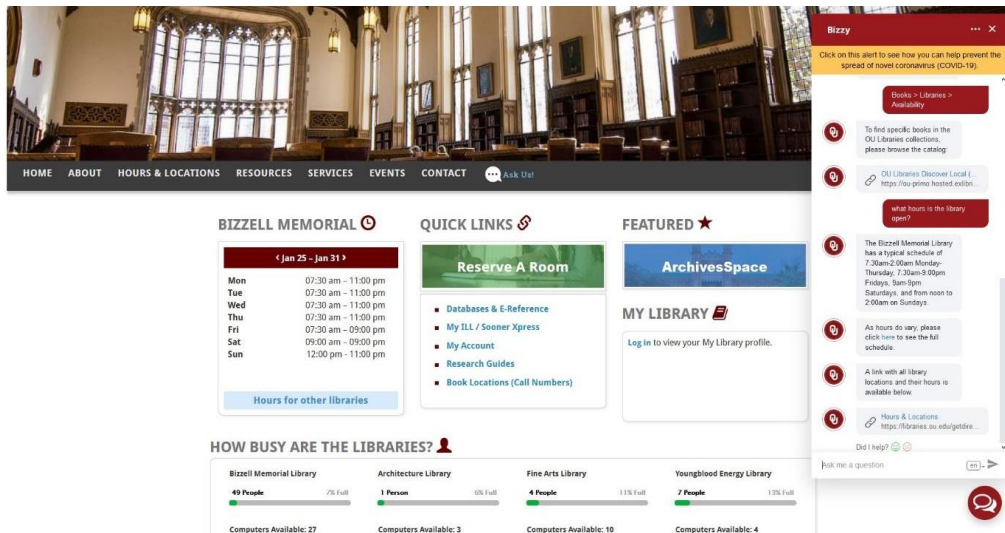 HOME ABOUT HOURS & LOCATIONS RESOURCES SERVICES EVENTS CONTACT Ask Us!
BIZZELL MEMORIAL
Jan 25 – Jan 31
Mon 07:30 am – 11:00 pm
Tue 07:30 am – 11:00 pm
Wed 07:30 am – 11:00 pm
Thu 07:30 am – 11:00 pm
Fri 07:30 am – 09:00 pm
Sat 09:00 am – 09:00 pm
Sun 12:00 pm - 11:00 pm
Hours for other libraries
QUICK LINKS
Reserve A Room
Databases & E-Reference
My ILL / Sooner Xpress
My Account
Research Guides
Book Locations (Call Numbers)
FEATURED
ArchivesSpace
MY LIBRARY
Log in to view your My Library profile.
HOW BUSY ARE THE LIBRARIES?
Bizzell Memorial Library
49 People 7% Full
Computers Available: 27
Architecture Library
1 Person 6% Full
Computers Available: 3
Fine Arts Library
4 People 11% Full
Computers Available: 10
Youngblood Energy Library
7 People 13% Full
Computers Available: 4
Bizzy
Click on this alert to see how you can help prevent the
spread of novel coronavirus (COVID-19).
Books > Libraries >
Availability
To find specific books in the
OU Libraries collections,
please browse the catalog:
OU Libraries Discover Local (...
https://ou-primo.hosted.exlibri...
what hours is the library
open?
The Bizzell Memorial Library
has a typical schedule of
7:30am-2:00am Monday-
Thursday, 7:30am-9:00pm
Fridays, 9am-9pm
Saturdays, and from noon to
2:00am on Sundays.
As hours do vary, please
click here to see the full
schedule.
A link with all library
locations and their hours is
available below.
Hours & Locations
https://libraries.ou.edu/getdire...
Did I help?
Ask me a question
en